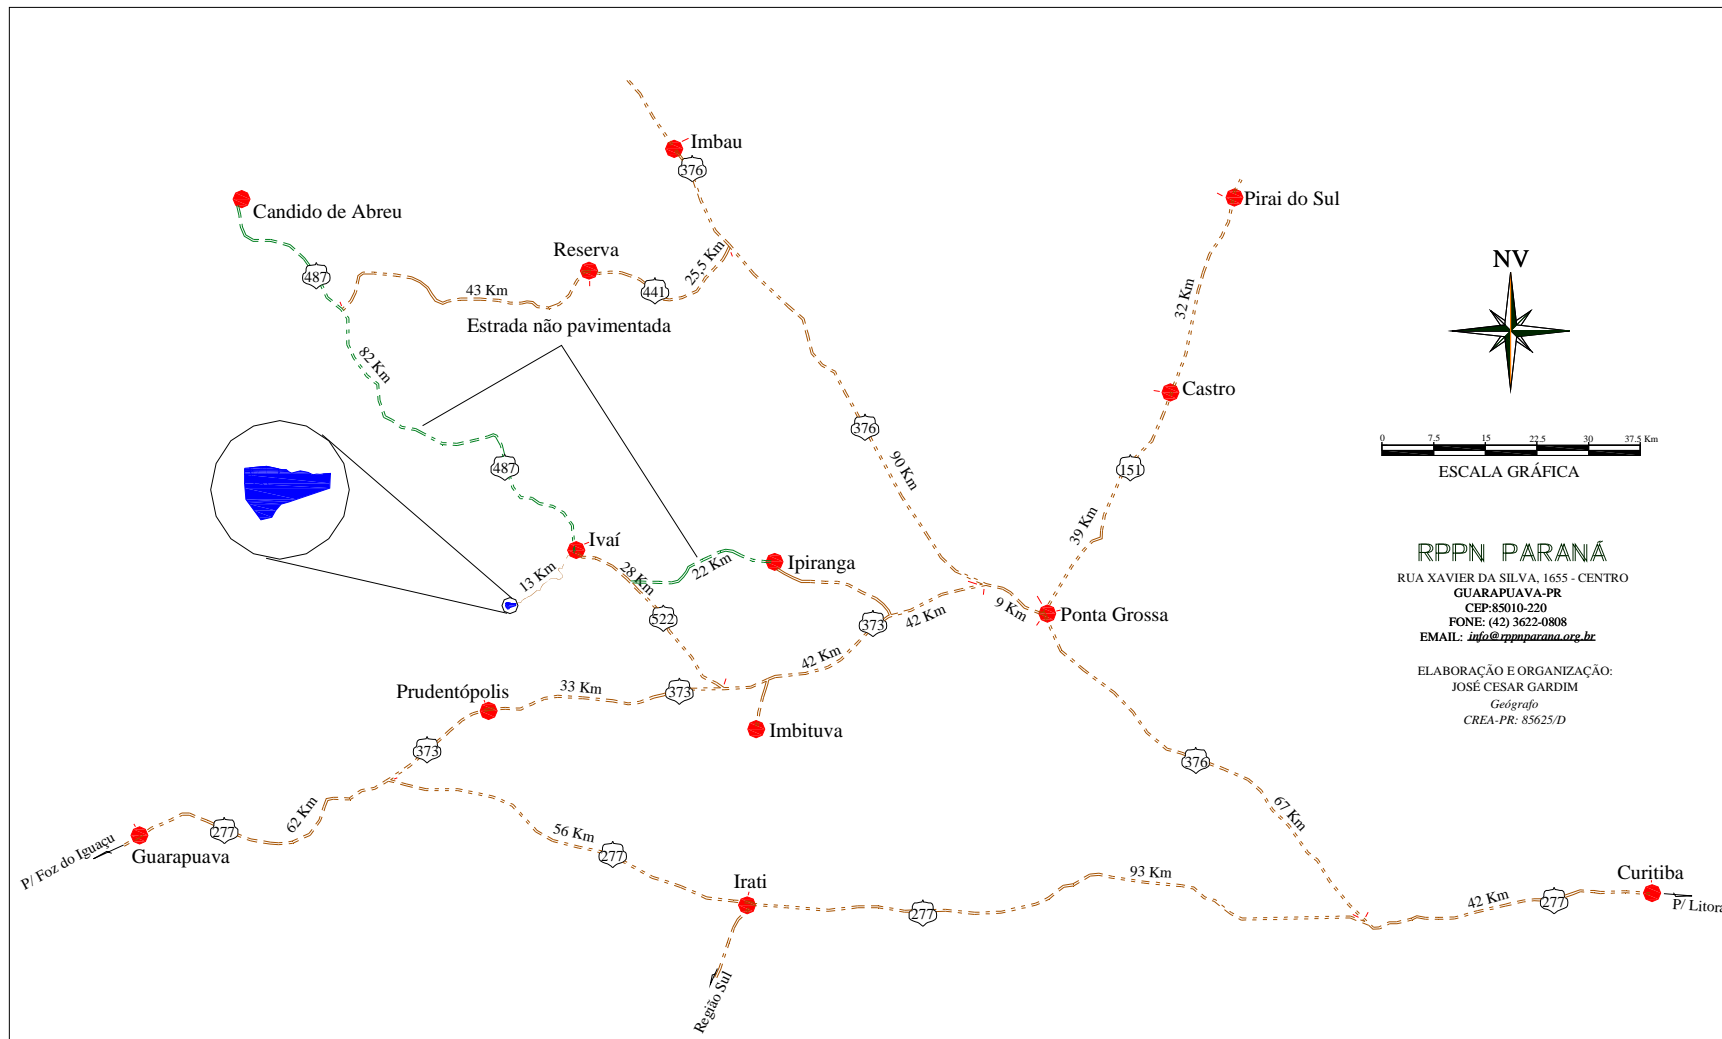 Imbau
376
Candido de Abreu
Pirai do Sul
Reserva
487
441
25,5 Km
43 Km
NV
Estrada não pavimentada
32 Km
82 Km
Castro
376
0 7.5 15 22.5 30 37.5 Km
ESCALA GRÁFICA
487
90 Km
151
39 Km
Ivaí
Ipiranga
13 Km
28 Km
22 Km
522
373
42 Km
9 Km
Ponta Grossa
RPPN PARANÁ
RUA XAVIER DA SILVA, 1655 - CENTRO
GUARAPUAVA-PR
CEP:85010-220
FONE: (42) 3622-0808
EMAIL: info@rppnparana.org.br
ELABORAÇÃO E ORGANIZAÇÃO:
JOSÉ CESAR GARDIM
Geógrafo
CREA-PR: 85625/D
42 Km
Prudentópolis
33 Km
373
Imbituva
373
376
62 Km
67 Km
277
P/ Foz do Iguaçu
Guarapuava
56 Km
277
Irati
93 Km
277
Curitiba
42 Km
277
P/ Litora
Região Sul